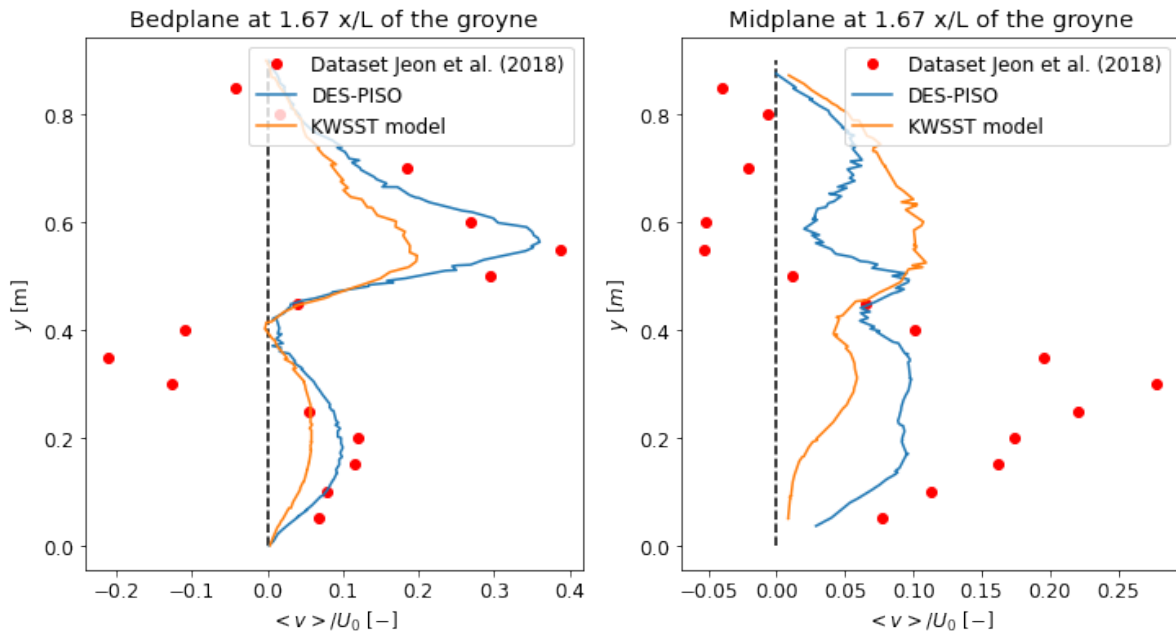 Bedplane at 1.67 x/L of the groyne
Dataset Jeon et al. (2018)
DES-PISO
KWSST model
y [m]
0.8
0.6
0.4
0.2
0.0
−0.2 −0.1 0.0 0.1 0.2 0.3 0.4
< v > /U₀ [−]
Midplane at 1.67 x/L of the groyne
Dataset Jeon et al. (2018)
DES-PISO
KWSST model
y [m]
0.8
0.6
0.4
0.2
0.0
−0.05 0.00 0.05 0.10 0.15 0.20 0.25
< v > /U₀ [−]